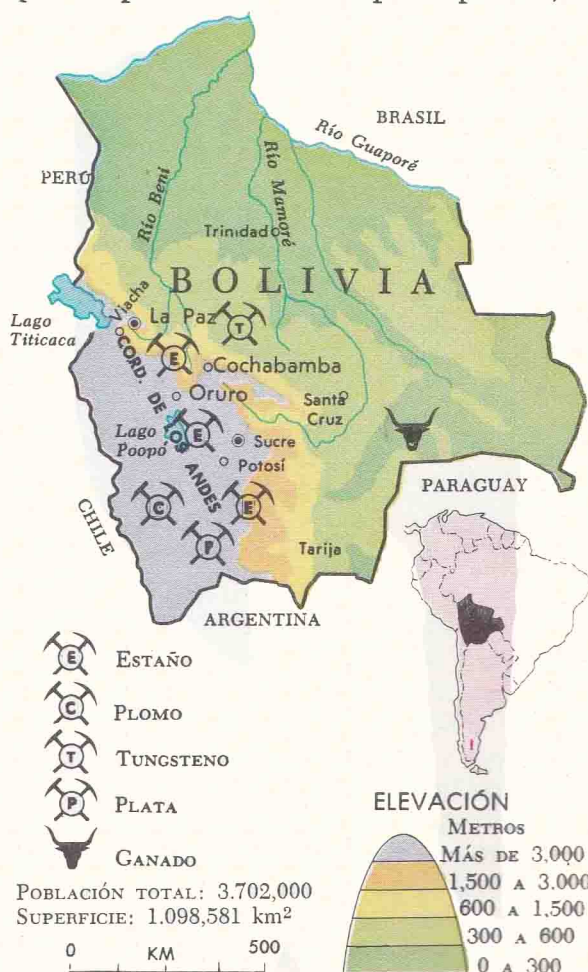 BRASIL
Río Guaporé
PERÚ
Río Beni
Río Mamoré
Trinidad
BOLIVIA
Viacha
La Paz
T
Lago
Titicaca
E
Cochabamba
CORD. DE LOS ANDES
Oruro
Santa
Cruz
Lago
Poopó
E
Sucre
Potosí
PARAGUAY
C
E
CHILE
P
Tarija
ARGENTINA
E ESTAÑO
C PLOMO
T TUNGSTENO
P PLATA
GANADO
POBLACIÓN TOTAL: 3.702,000
SUPERFICIE: 1.098,581 km²
0 KM 500
ELEVACIÓN
METROS
MÁS DE 3,000
1,500 A 3.000
600 A 1,500
300 A 600
0 A 300